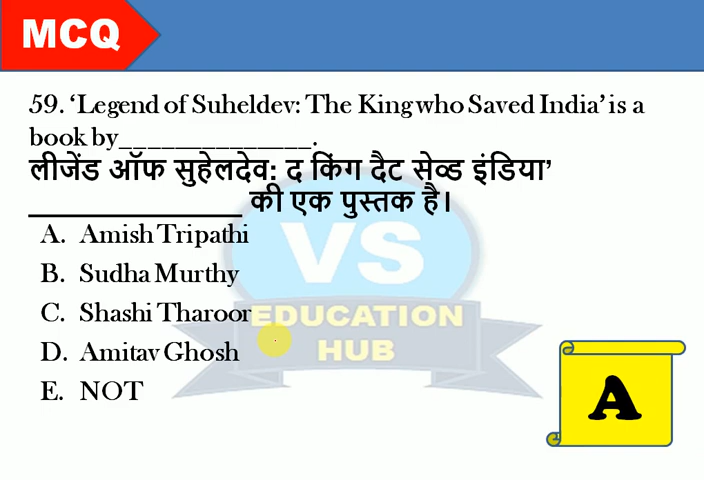 MCQ
59. ‘Legend of Suheldev: The King who Saved India’ is a
book by______________.
लीजेंड ऑफ सुहेलदेव: द किंग दैट सेव्ड इंडिया’
______________ की एक पुस्तक है।
A. Amish Tripathi
B. Sudha Murthy
C. Shashi Tharoor
D. Amitav Ghosh
E. NOT
VS
EDUCATION
HUB
A